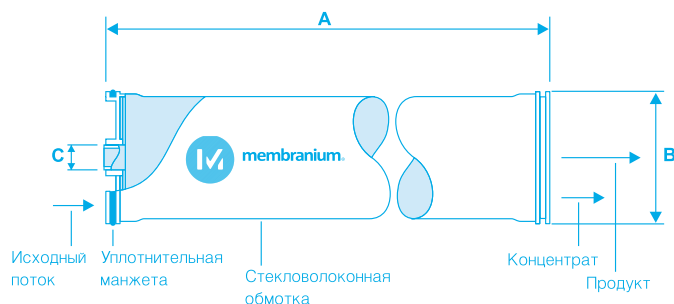 A
C
membranium®
B
Исходный
поток
Уплотнительная
манжета
Стекловолоконная
обмотка
Концентрат
Продукт